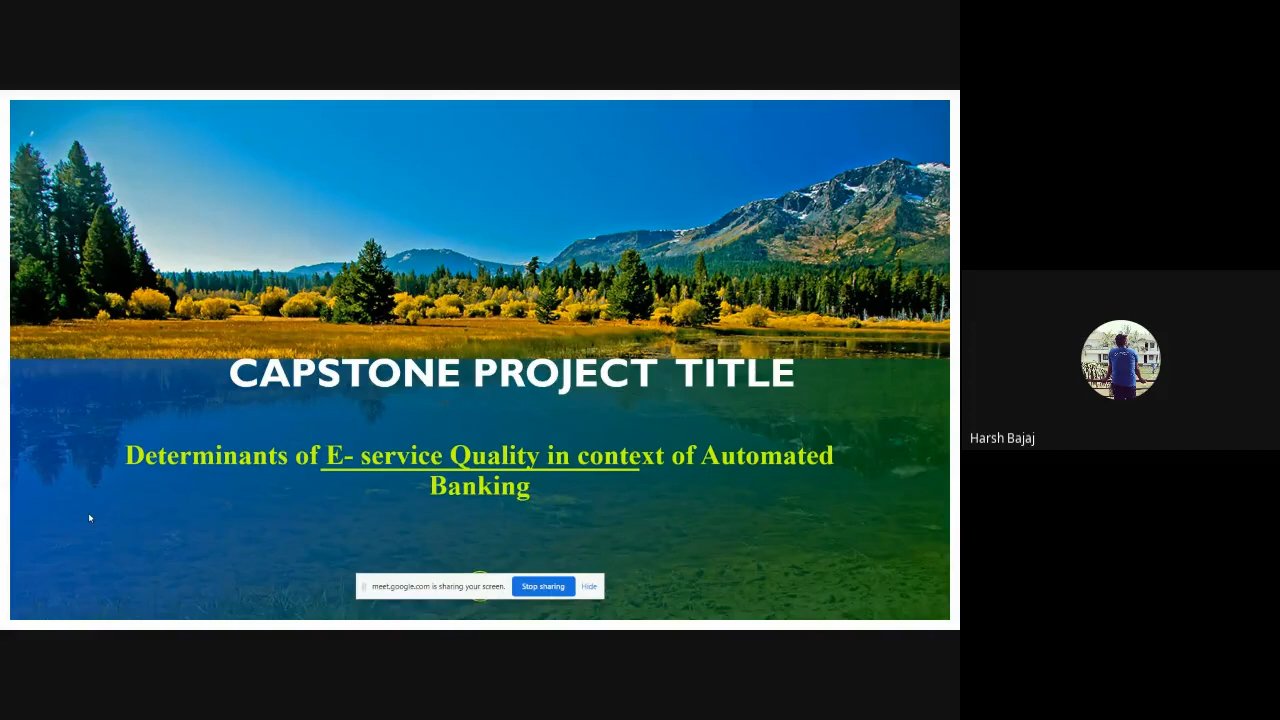 CAPSTONE PROJECT TITLE
Determinants of E- service Quality in context of Automated
Banking
meet.google.com is sharing your screen. Stop sharing Hide
Harsh Bajaj